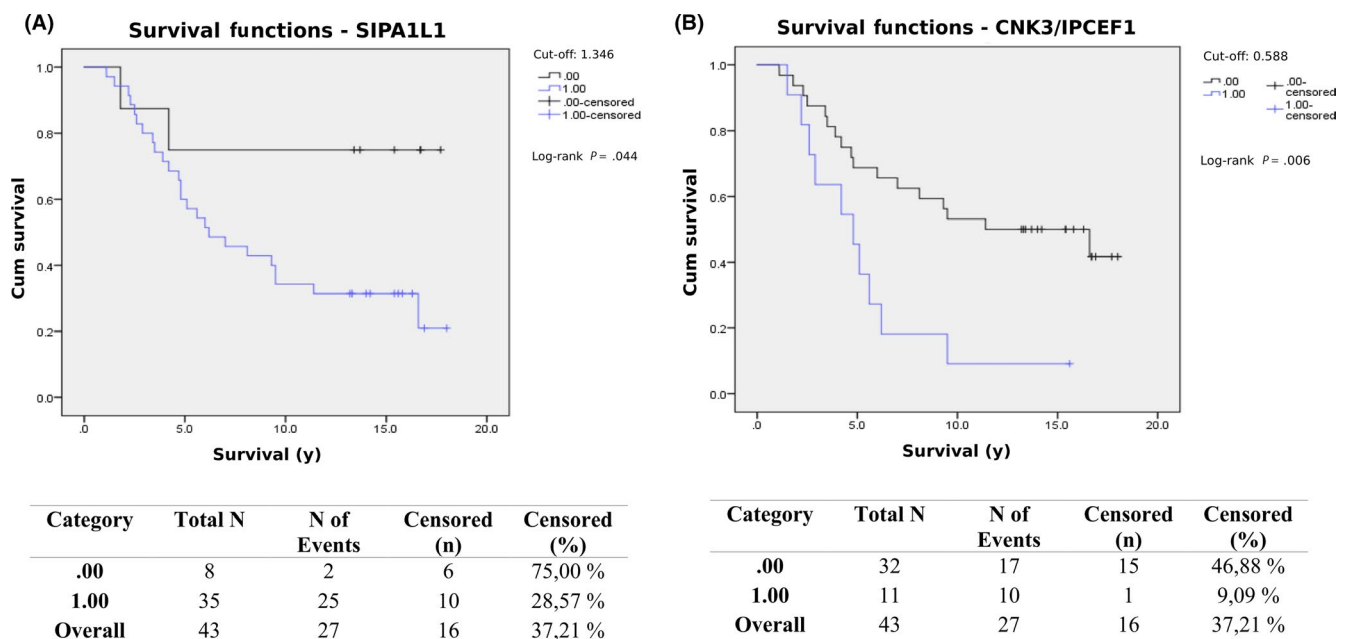 (A)
Survival functions - SIPA1L1
Cut-off: 1.346
.00
1.00
.00-censored
1.00-censored
Log-rank P = .044
Cum survival
1.0
0.8
0.6
0.4
0.2
0.0
.0 5.0 10.0 15.0 20.0
Survival (y)
Category Total N N of Events Censored (n) Censored (%)
.00 8 2 6 75,00 %
1.00 35 25 10 28,57 %
Overall 43 27 16 37,21 %
(B)
Survival functions - CNK3/IPCEF1
Cut-off: 0.588
.00
1.00
.00-
censored
1.00-
censored
Log-rank P = .006
Cum survival
1.0
0.8
0.6
0.4
0.2
0.0
.0 5.0 10.0 15.0 20.0
Survival (y)
Category Total N N of Events Censored (n) Censored (%)
.00 32 17 15 46,88 %
1.00 11 10 1 9,09 %
Overall 43 27 16 37,21 %